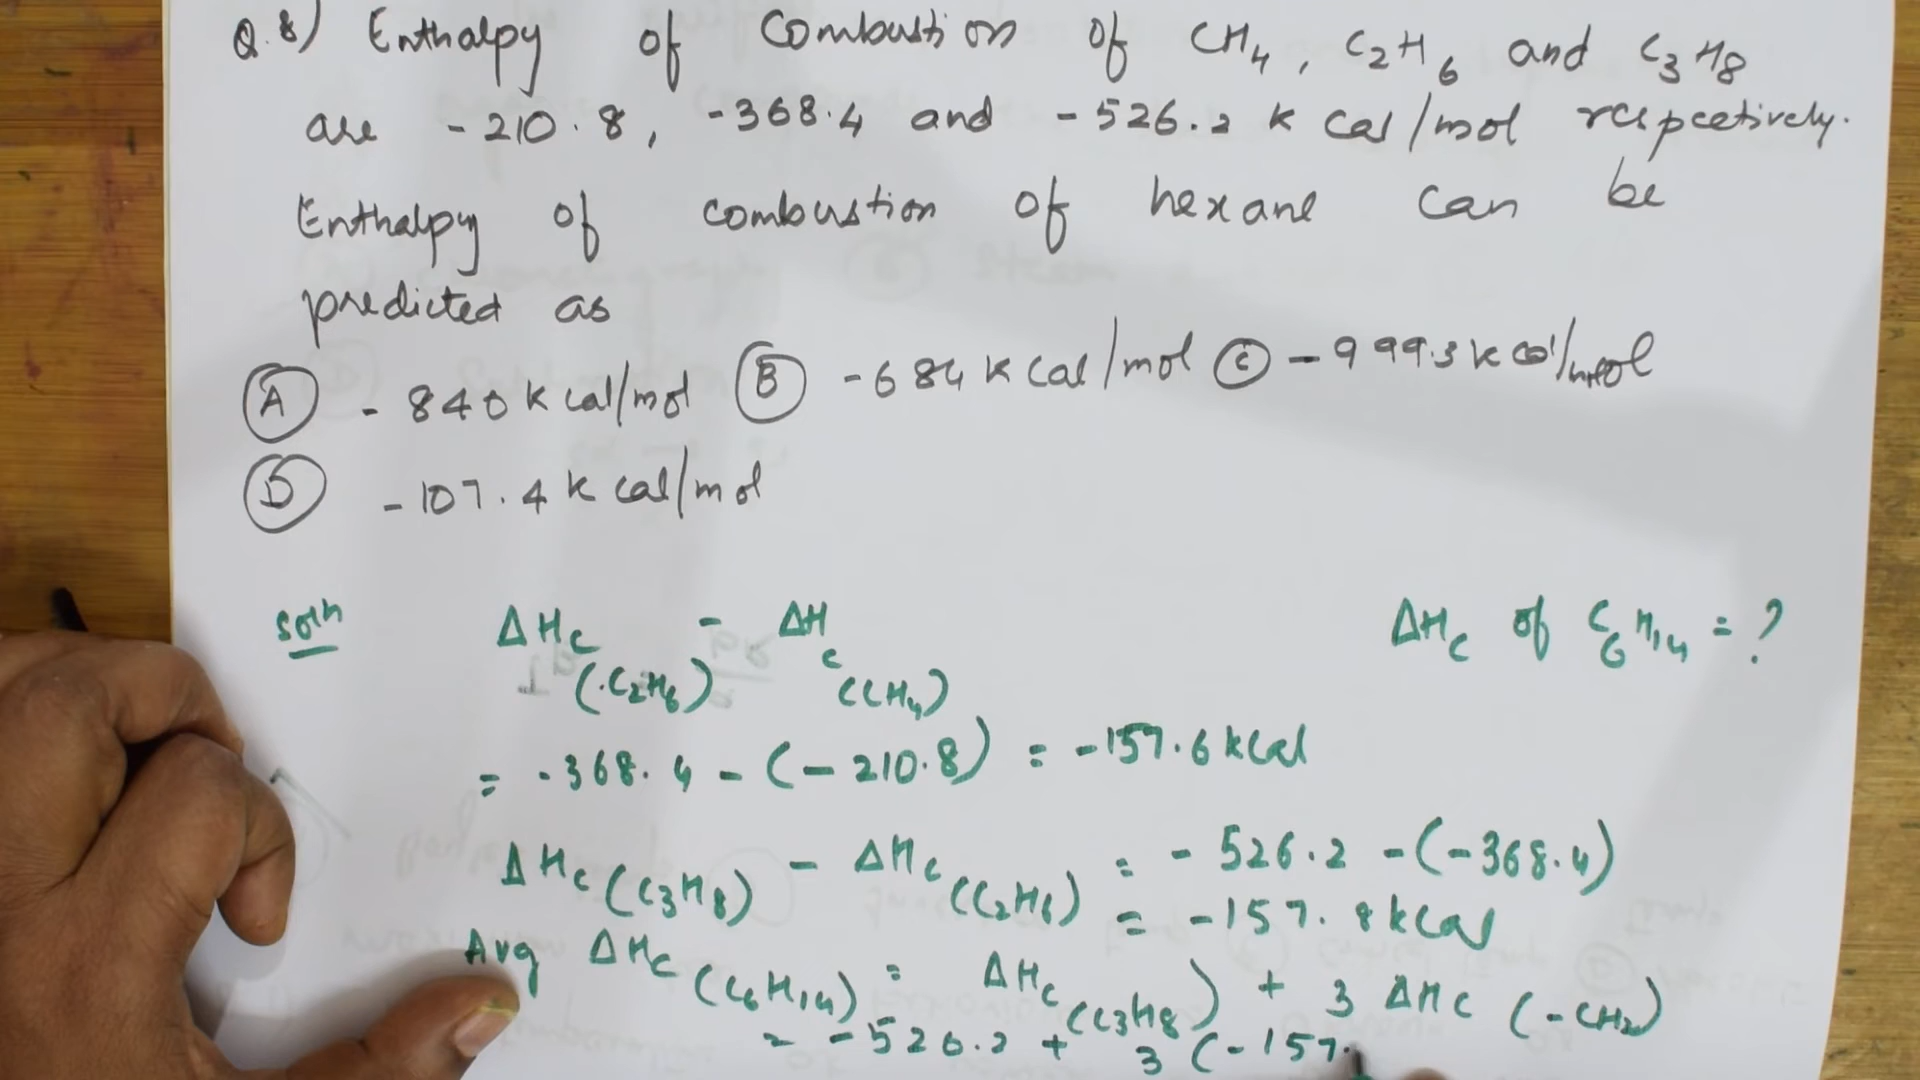 Q.8) Enthalpy of Combustion of CH4, C2H6 and C3H8
are -210.8, -368.4 and -526.2 k Cal/mol respectively.
Enthalpy of combustion of hexane can be
predicted as
(A) - 840 k cal/mol (B) -684 k cal/mol (C) -999.3 k cal/mol
(D) -107.4 k cal/mol
soln ΔHc (C2H6) - ΔHc (CH4) ΔHc of C6H14 = ?
= -368.4 - (-210.8) = -157.6 kcal
ΔHc (C3H8) - ΔHc (C2H6) = -526.2 -(-368.4)
= -157.8 kcal
Avg ΔHc (C6H14) = ΔHc (C3H8) + 3 ΔHc (-CH2)
= -526.2 + 3 (-157.